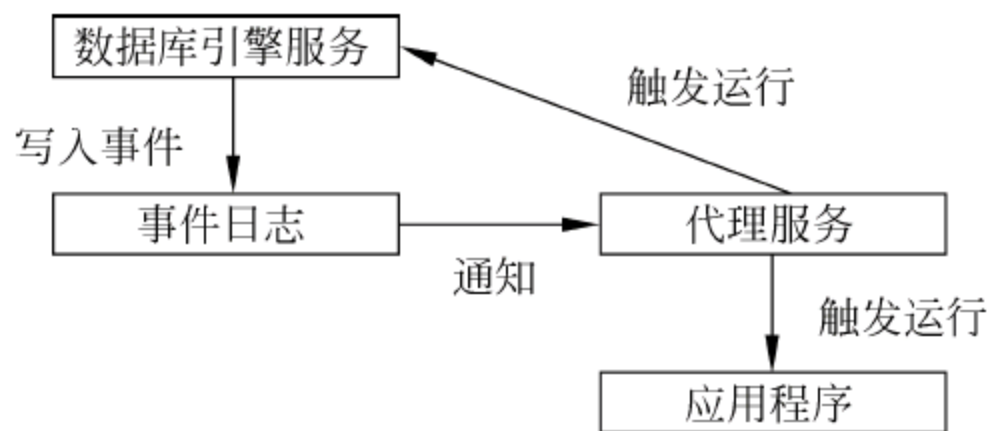 数据库引擎服务
触发运行
写入事件
事件日志
代理服务
通知
触发运行
应用程序